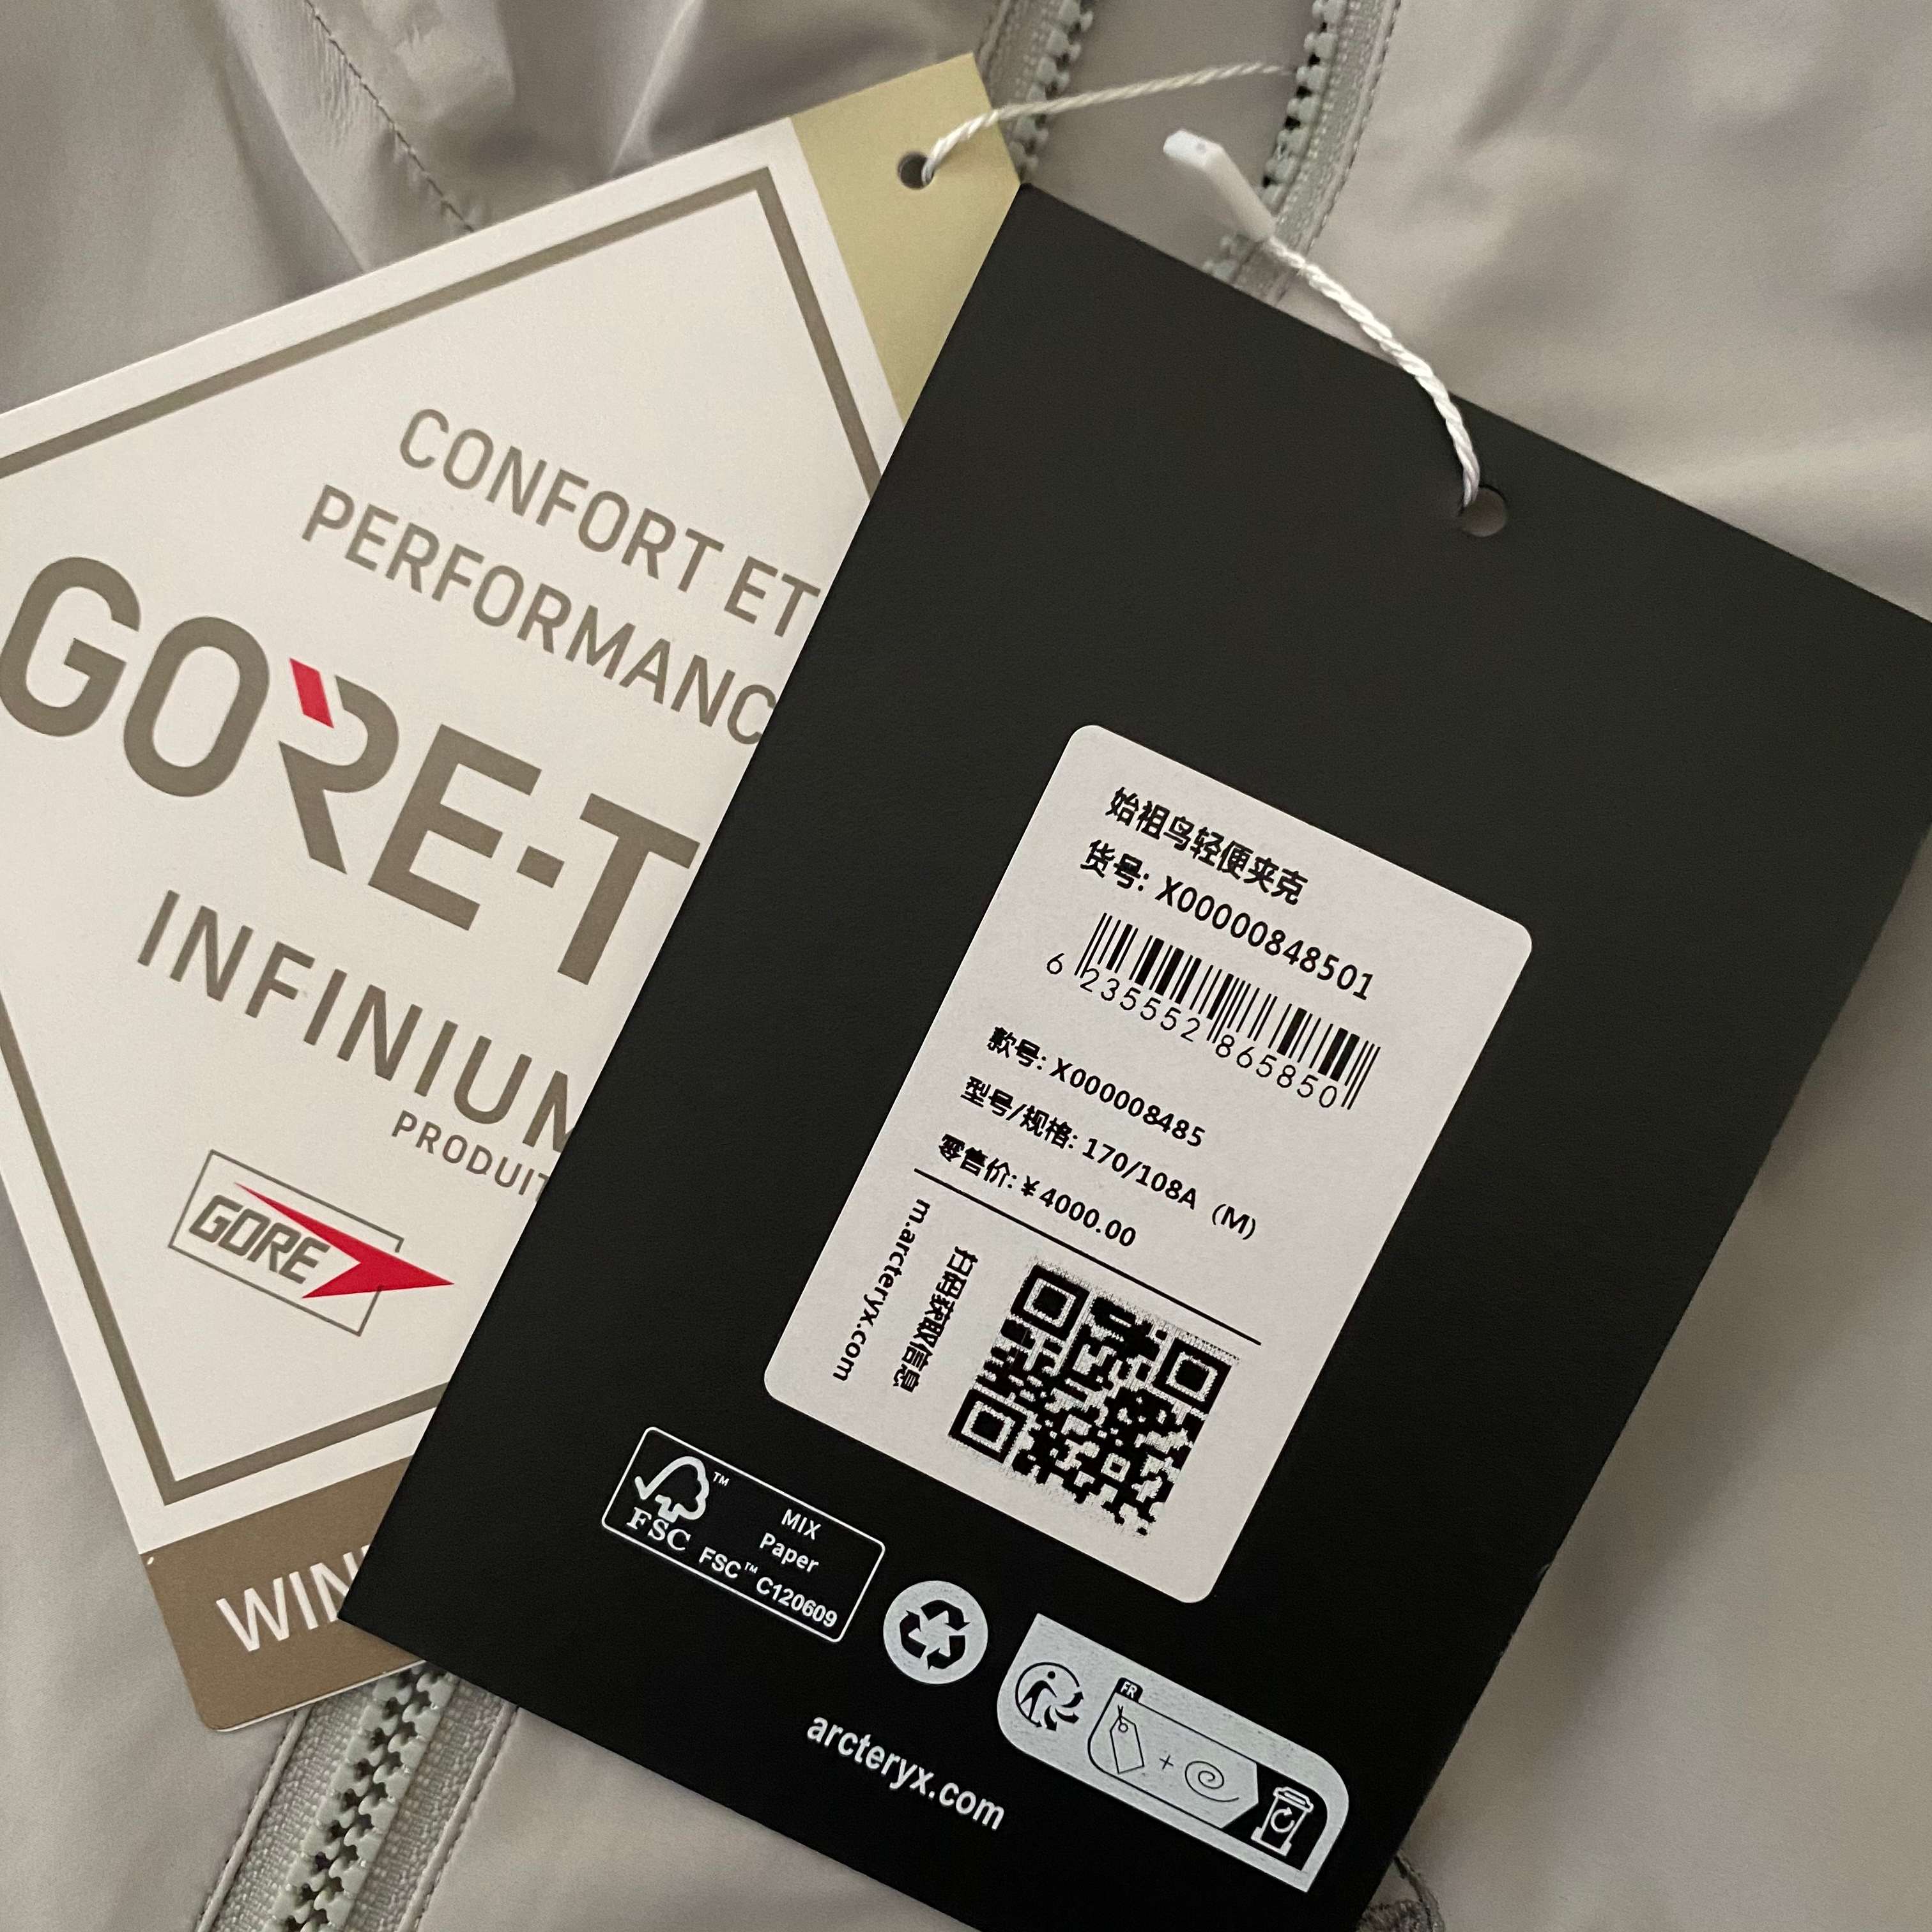 CONFORT ET
PERFORMANC
GORE-T
INFINIUM
PRODUIT
GORE
WIN
始祖鸟轻便夹克
货号: X00000848501
6 235552 865850
款号: X000008485
型号/规格: 170/108A (M)
零售价: ¥4000.00
扫码获取信息
m.arcteryx.com
FSC™
MIX
Paper
FSC™ C120609
FR
arcteryx.com